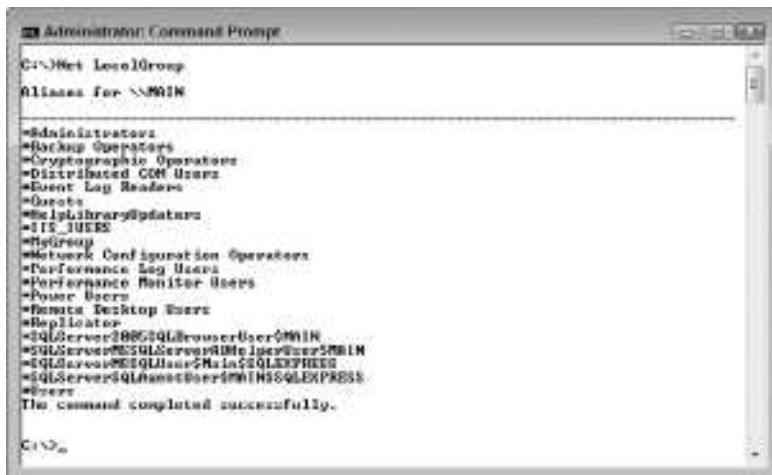 Administrator: Command Prompt
C:\>Net LocalGroup
Aliases for \\MAIN
-------------------------------------------------------------------------------
*Administrators
*Backup Operators
*Cryptographic Operators
*Distributed COM Users
*Event Log Readers
*Guests
*HelpLibraryUpdaters
*IIS_IUSRS
*MyGroup
*Network Configuration Operators
*Performance Log Users
*Performance Monitor Users
*Power Users
*Remote Desktop Users
*Replicator
*SQLServer2005SQLBrowserUser$MAIN
*SQLServerMSSQLServerADHelperUser$MAIN
*SQLServerMSSQLUser$Main$SQLEXPRESS
*SQLServerSQLAgentUser$MAIN$SQLEXPRESS
*Users
The command completed successfully.
C:\>_